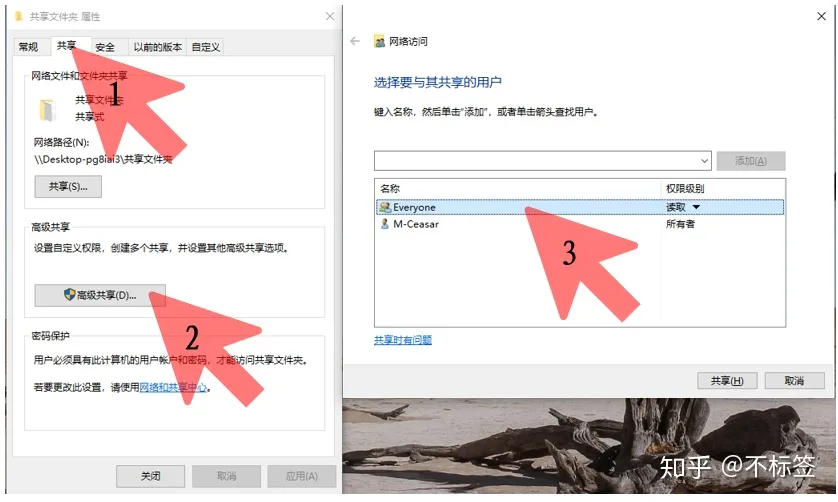 共享文件夹 属性
常规
共享
安全
以前的版本
自定义
网络文件和文件夹共享
共享文件夹
共享式
1
网络路径(N):
\\Desktop-pg8iai3\共享文件夹
共享(S)...
高级共享
设置自定义权限，创建多个共享，并设置其他高级共享选项。
高级共享(D)...
2
密码保护
用户必须具有此计算机的用户帐户和密码，才能访问共享文件夹。
若要更改此设置，请使用网络和共享中心。
关闭
取消
应用(A)
网络访问
选择要与其共享的用户
键入名称，然后单击"添加"，或者单击箭头查找用户。
添加(A)
名称
权限级别
Everyone
读取
M-Ceasar
所有者
3
共享时有问题
共享(H)
取消
知乎 @不标签